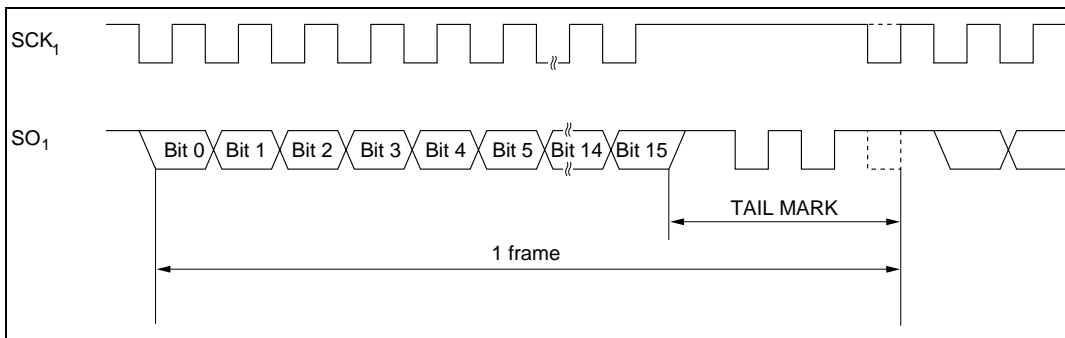 SCK1
SO1
Bit 0 Bit 1 Bit 2 Bit 3 Bit 4 Bit 5 Bit 14 Bit 15
TAIL MARK
1 frame